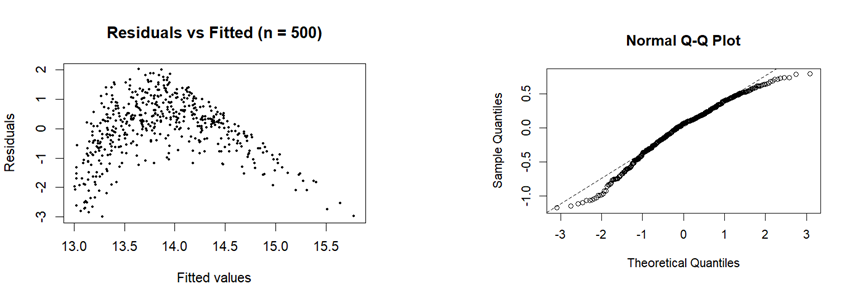 Residuals vs Fitted (n = 500)
Residuals
2
1
0
-1
-2
-3
13.0 13.5 14.0 14.5 15.0 15.5
Fitted values
Normal Q-Q Plot
Sample Quantiles
0.5
0.0
-0.5
-1.0
-3 -2 -1 0 1 2 3
Theoretical Quantiles